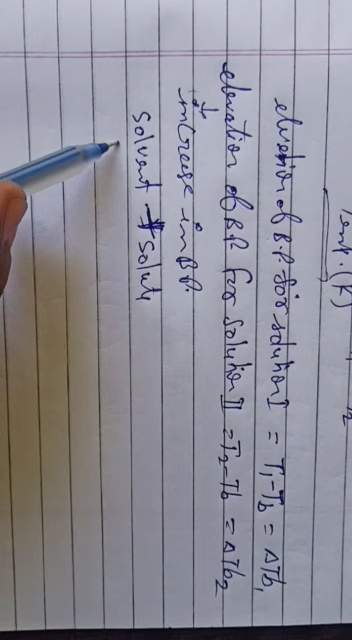 Temp. (K)
elevation of B.P for solution I = T₁-Tb = ΔTb₁
elevation of B.P for solution II = T₂-Tb = ΔTb₂
↓
increase in B.P.
Solvent + Solute